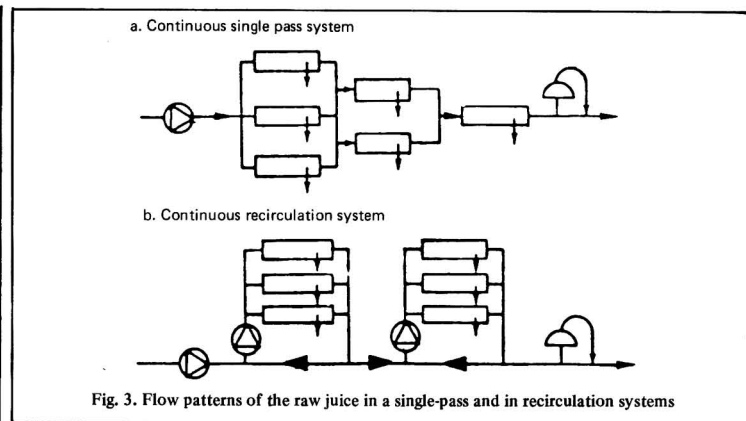 a. Continuous single pass system
b. Continuous recirculation system
Fig. 3. Flow patterns of the raw juice in a single-pass and in recirculation systems